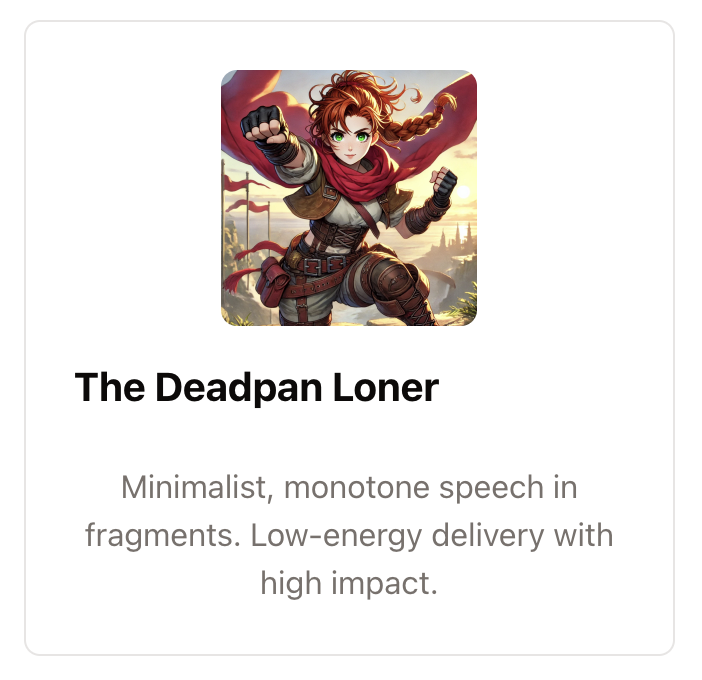 The Deadpan Loner
Minimalist, monotone speech in
fragments. Low-energy delivery with
high impact.